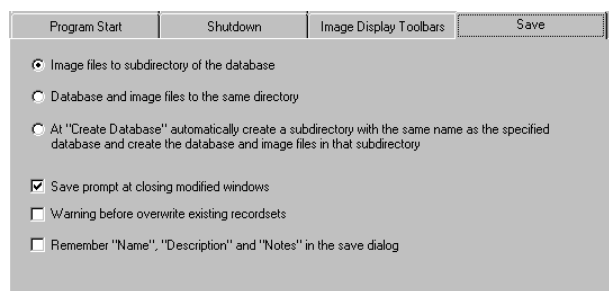 Program Start Shutdown Image Display Toolbars Save
Image files to subdirectory of the database
Database and image files to the same directory
At "Create Database" automatically create a subdirectory with the same name as the specified
database and create the database and image files in that subdirectory
Save prompt at closing modified windows
Warning before overwrite existing recordsets
Remember "Name", "Description" and "Notes" in the save dialog